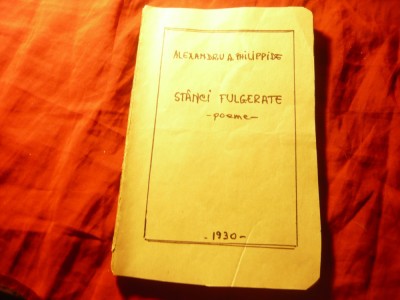 ALEXANDRU A. PHILIPPIDE
STÂNCI FULGERATE
-poeme-
-1930-